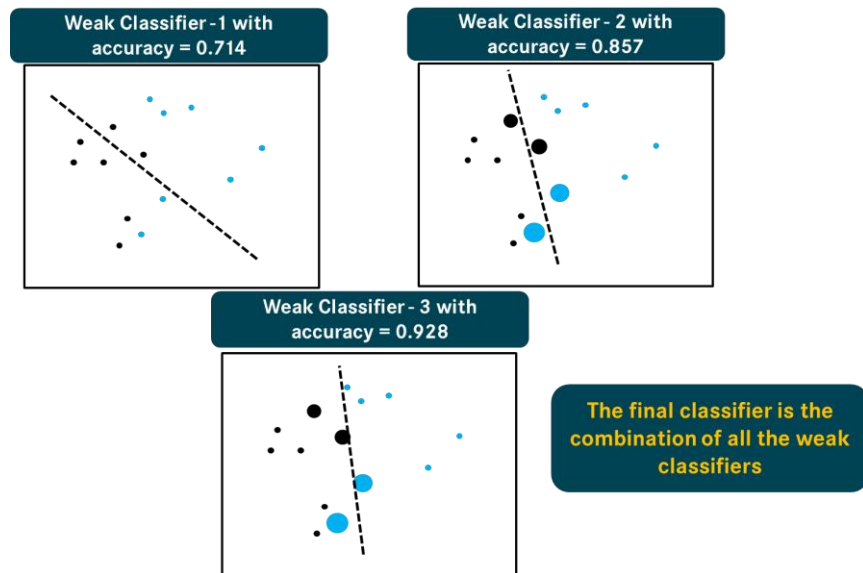 Weak Classifier - 1 with
accuracy = 0.714
Weak Classifier - 2 with
accuracy = 0.857
Weak Classifier - 3 with
accuracy = 0.928
The final classifier is the
combination of all the weak
classifiers